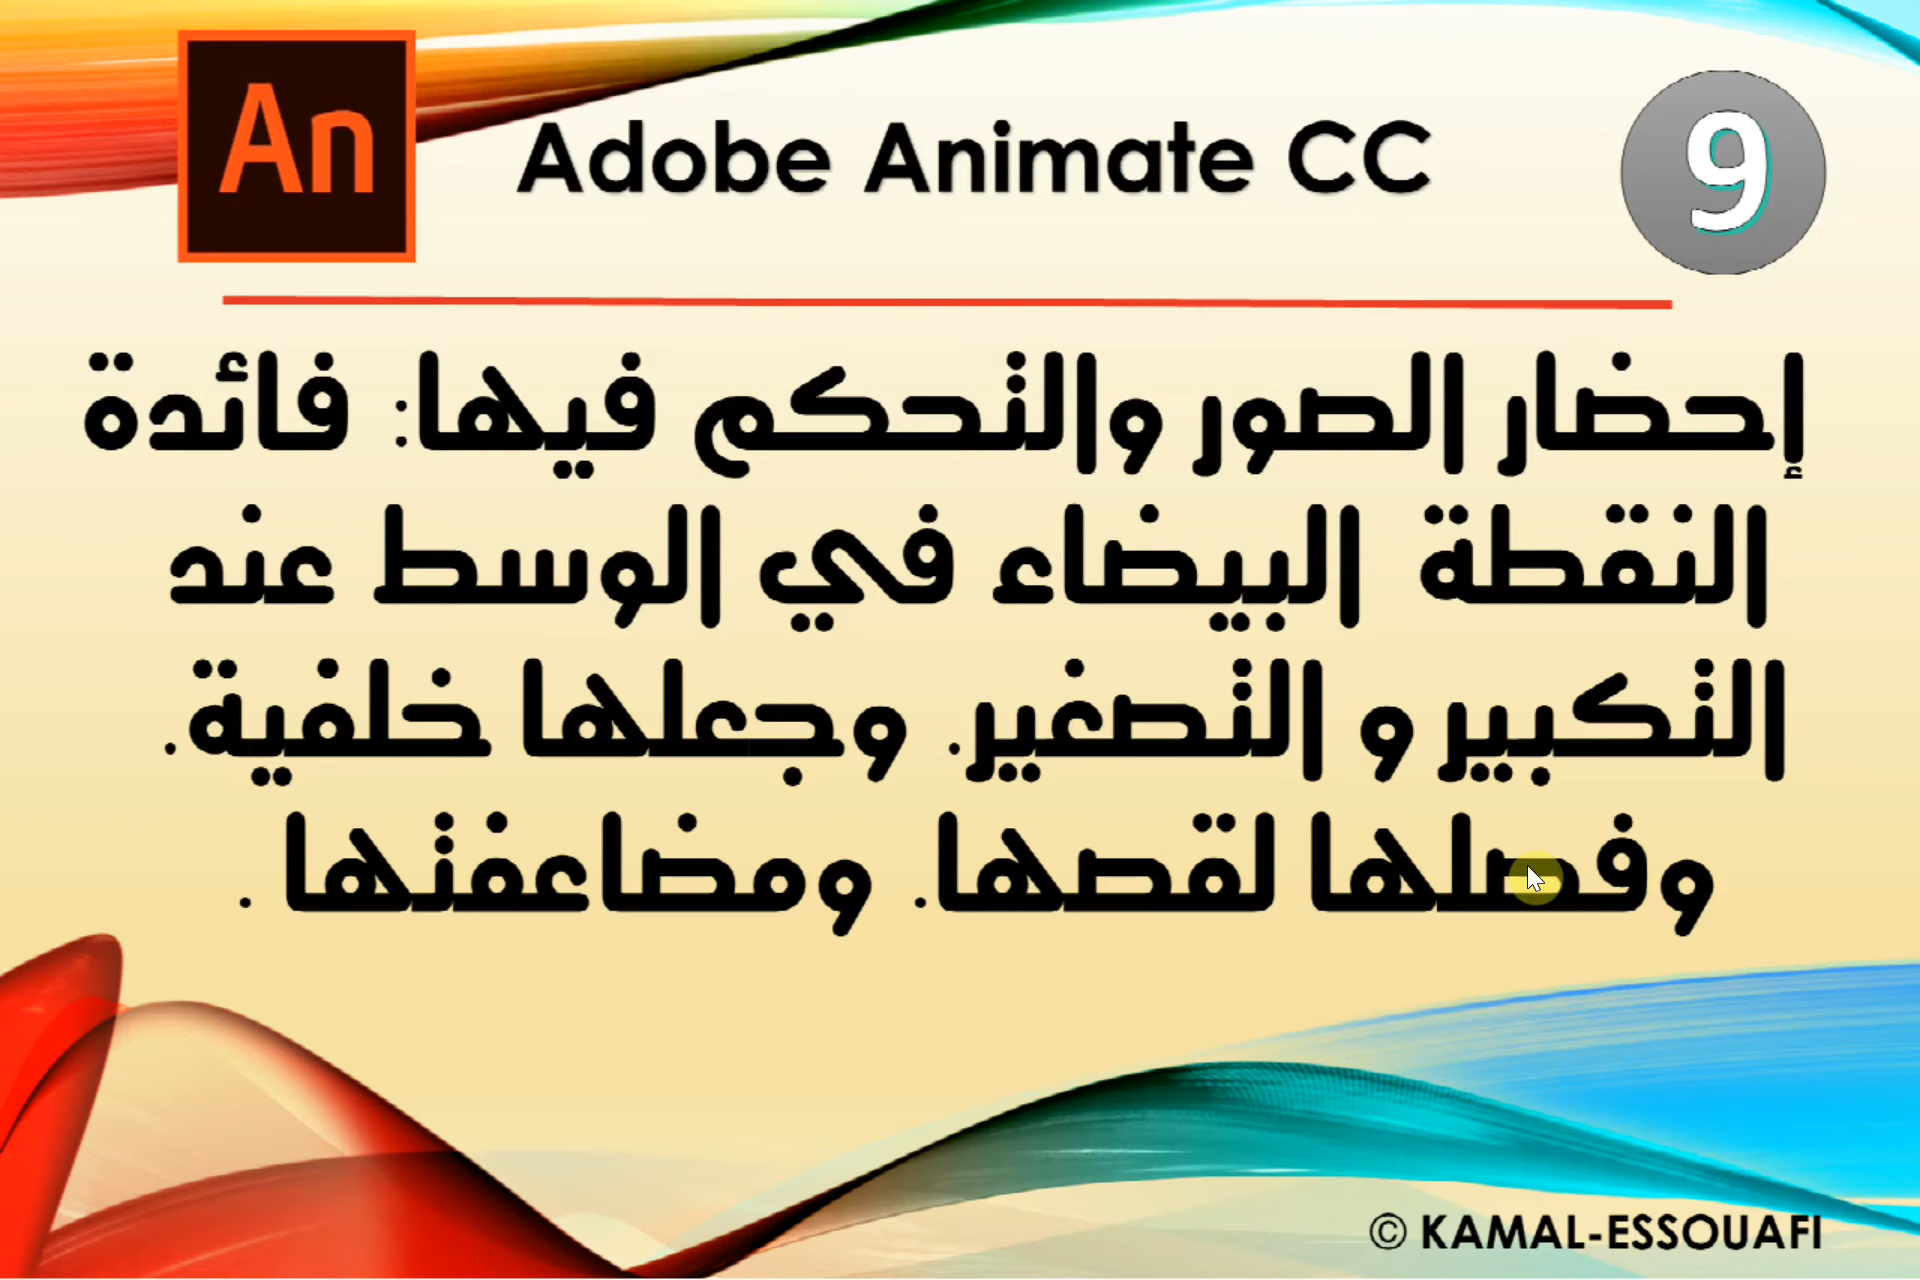 An
Adobe Animate CC
9
إحضار الصور والتحكم فيها: فائدة
النقطة البيضاء في الوسط عند
التكبير و التصغير. وجعلها خلفية.
وفصلها لقصها. ومضاعفتها .
© KAMAL-ESSOUAFI